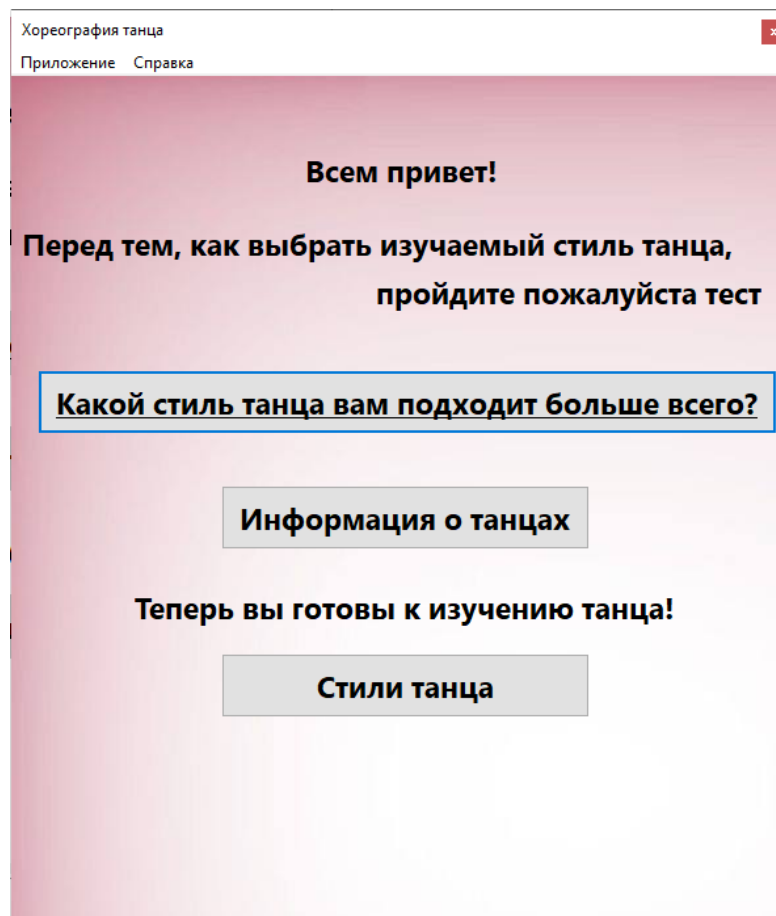 Хореография танца
Приложение Справка
Всем привет!
Перед тем, как выбрать изучаемый стиль танца,
пройдите пожалуйста тест
Какой стиль танца вам подходит больше всего?
Информация о танцах
Теперь вы готовы к изучению танца!
Стили танца